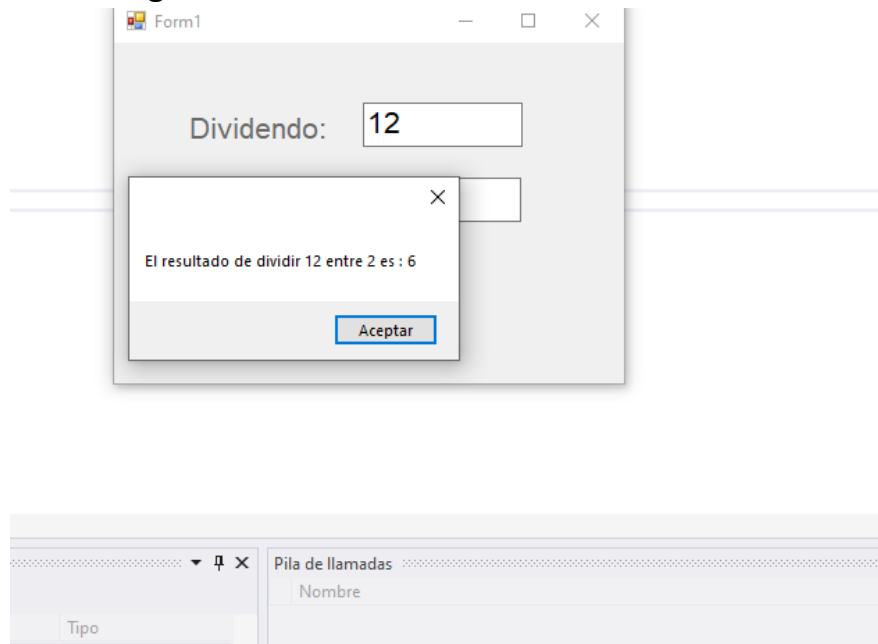 Form1
Dividendo:
12
El resultado de dividir 12 entre 2 es : 6
Aceptar
Pila de llamadas
Nombre
Tipo